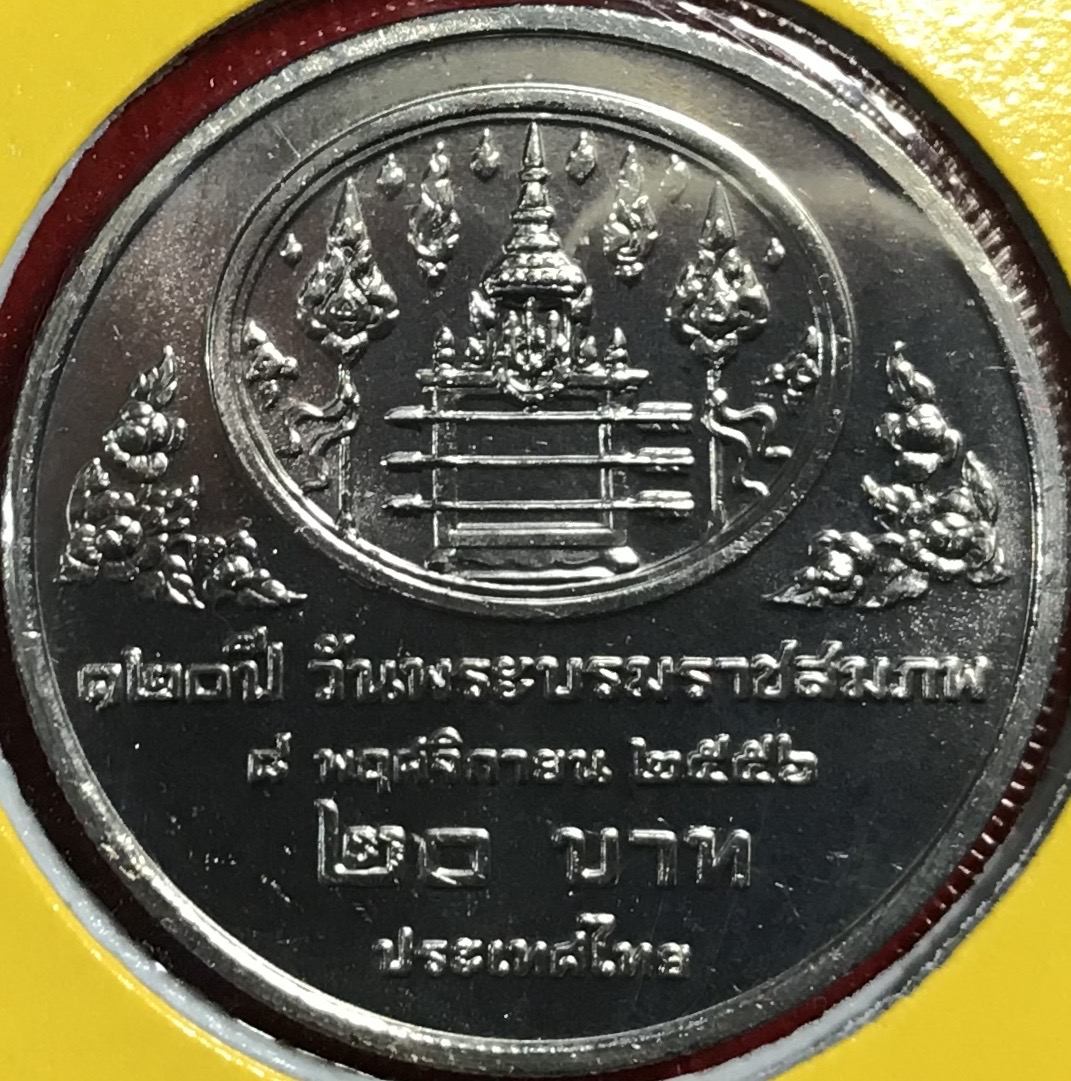 ๑๒๐ปี วันพระบรมราชสมภพ
๘ พฤศจิกายน ๒๕๕๖
๒๐ บาท
ประเทศไทย